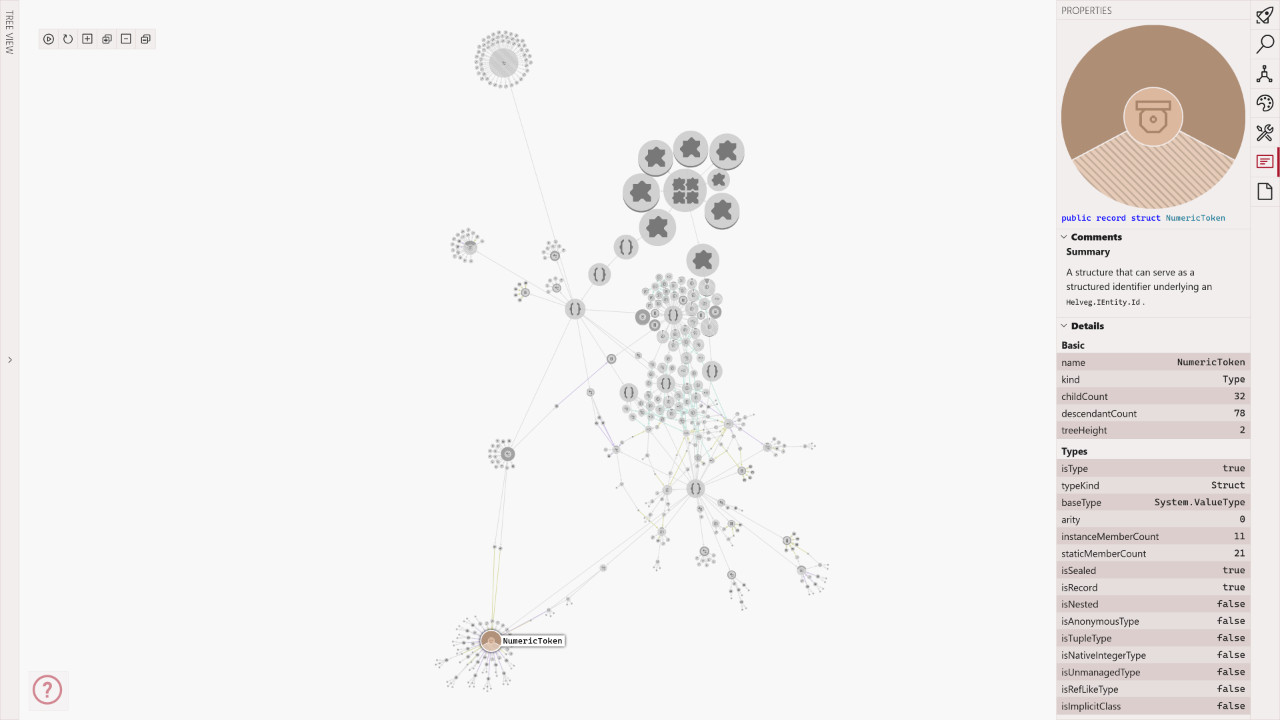 TREE VIEW
{ }
{ }
{ }
{ }
{ }
{ }
{ }
{ }
NumericToken
PROPERTIES
public record struct NumericToken
Comments
Summary
A structure that can serve as a
structured identifier underlying an
Helveg.IEntity.Id .
Details
Basic
name NumericToken
kind Type
childCount 32
descendantCount 78
treeHeight 2
Types
isType true
typeKind Struct
baseType System.ValueType
arity 0
instanceMemberCount 11
staticMemberCount 21
isSealed true
isRecord true
isNested false
isAnonymousType false
isTupleType false
isNativeIntegerType false
isUnmanagedType false
isRefLikeType false
isImplicitClass false